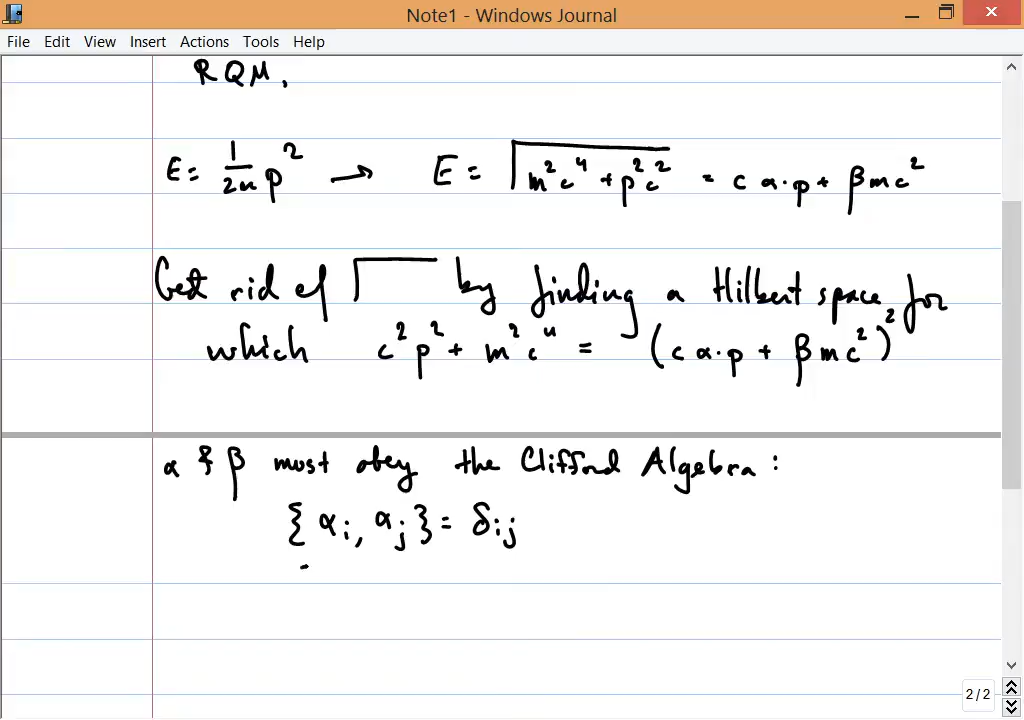 Note1 - Windows Journal
File Edit View Insert Actions Tools Help
RQM,
E = 1/2m p² → E = √(m²c⁴ + p²c²) = c α·p + βmc²
Get rid of √ by finding a Hilbert space for
which c²p² + m²c⁴ = (c α·p + βmc²)²
α & β must obey the Clifford Algebra:
{αi, αj} = δij
2 / 2